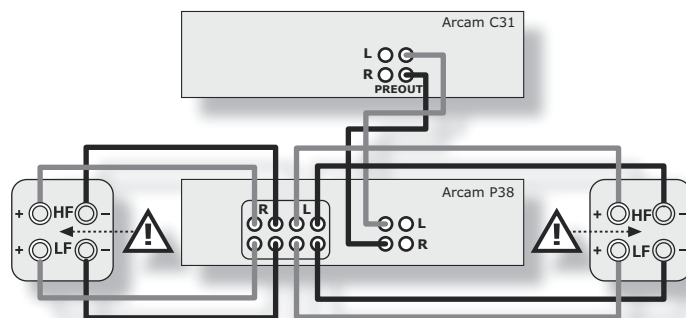 Arcam C31
L
R
PREOUT
Arcam P38
R L
L
R
+ HF –
+ LF –
!
!
+ HF –
+ LF –